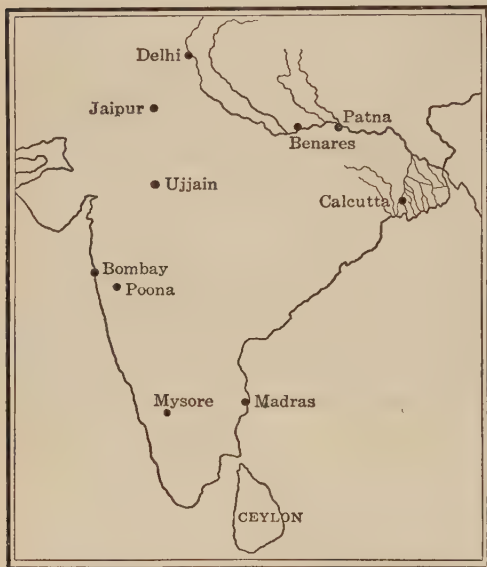 Delhi
Jaipur
Patna
Benares
Ujjain
Calcutta
Bombay
Poona
Mysore
Madras
CEYLON